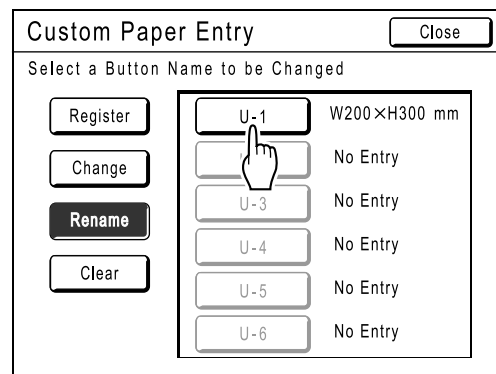 Custom Paper Entry Close
Select a Button Name to be Changed
Register U-1 W200×H300 mm
Change No Entry
Rename U-3 No Entry
U-4 No Entry
Clear U-5 No Entry
U-6 No Entry